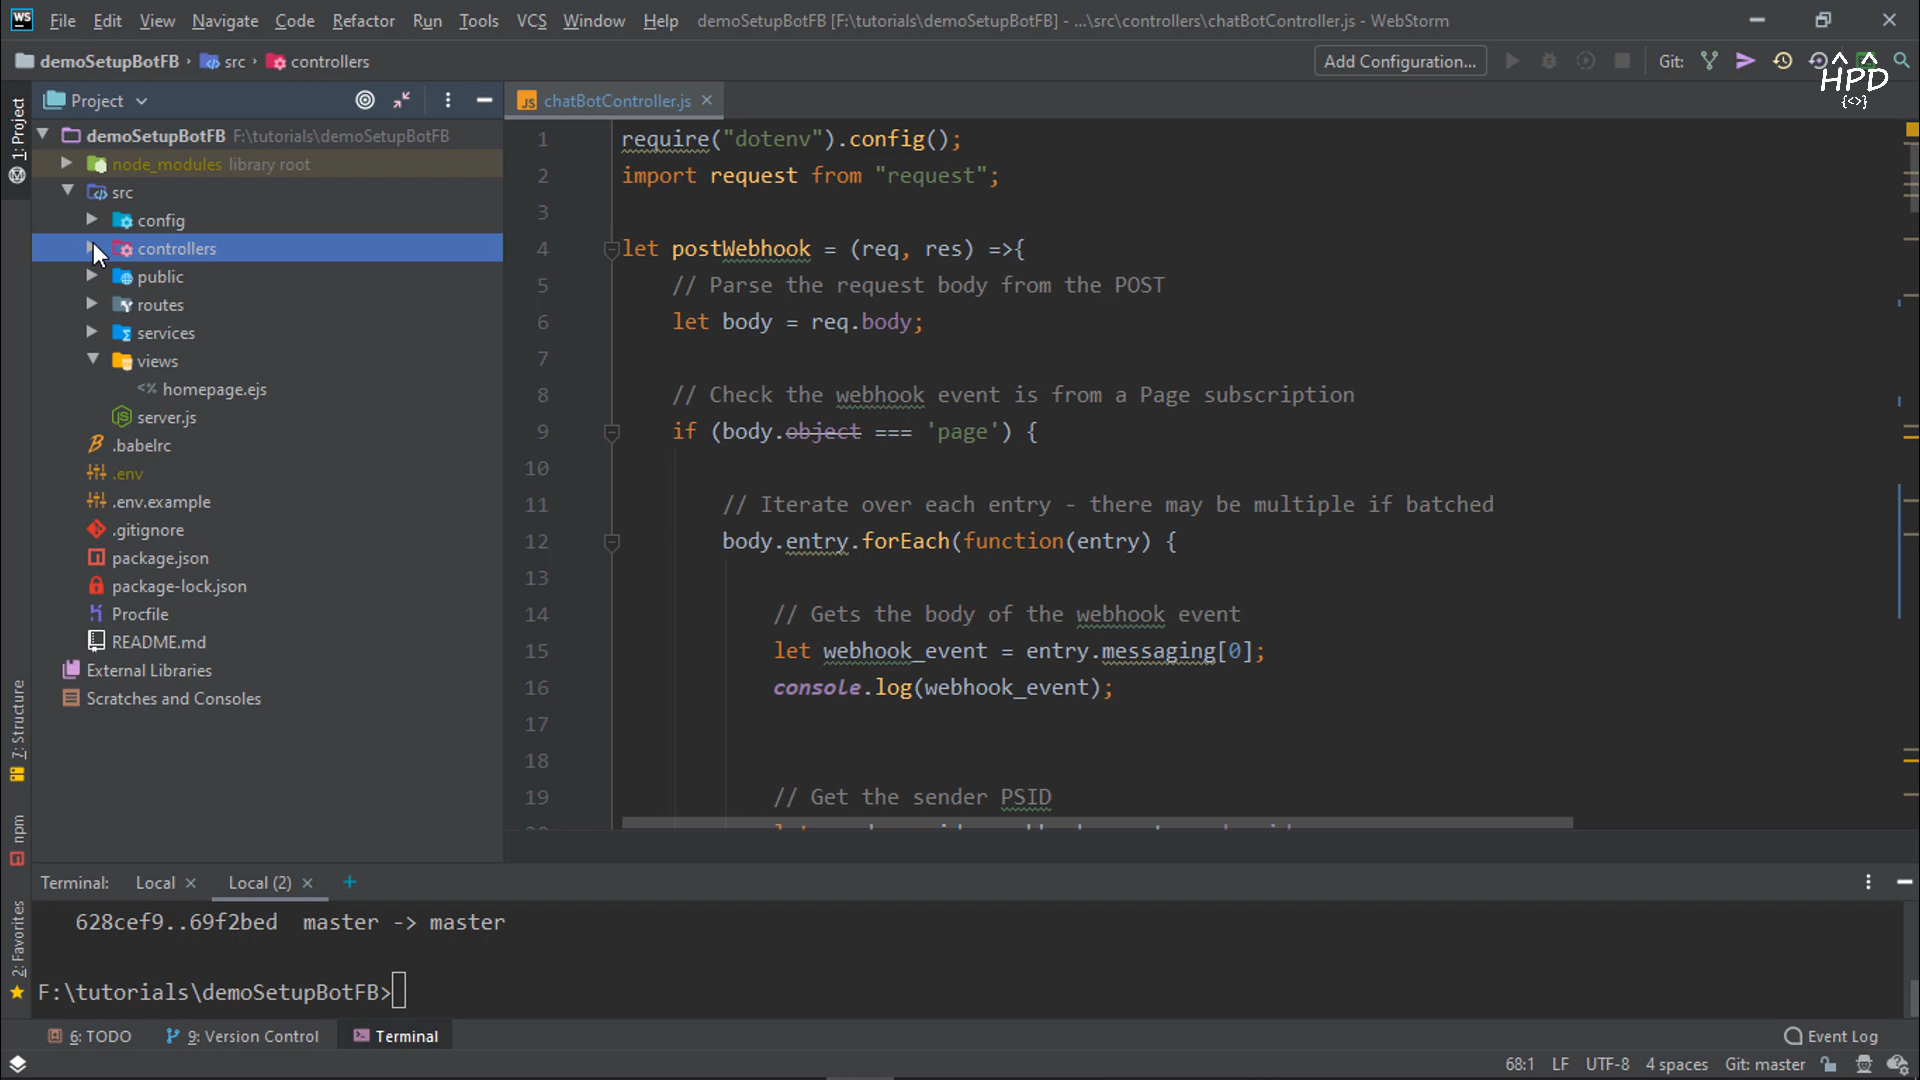 WS File Edit View Navigate Code Refactor Run Tools VCS Window Help demoSetupBotFB [F:\tutorials\demoSetupBotFB] - ...\src\controllers\chatBotController.js - WebStorm
demoSetupBotFB src controllers Add Configuration... Git:
HPD
{<>}
Project
chatBotController.js
1: Project
demoSetupBotFB F:\tutorials\demoSetupBotFB
node_modules library root
src
config
controllers
public
routes
services
views
homepage.ejs
server.js
.babelrc
.env
.env.example
.gitignore
package.json
package-lock.json
Procfile
README.md
External Libraries
Scratches and Consoles
7: Structure
npm
2: Favorites
1 require("dotenv").config();
2 import request from "request";
3
4 let postWebhook = (req, res) =>{
5 // Parse the request body from the POST
6 let body = req.body;
7
8 // Check the webhook event is from a Page subscription
9 if (body.object === 'page') {
10
11 // Iterate over each entry - there may be multiple if batched
12 body.entry.forEach(function(entry) {
13
14 // Gets the body of the webhook event
15 let webhook_event = entry.messaging[0];
16 console.log(webhook_event);
17
18
19 // Get the sender PSID
Terminal: Local Local (2)
628cef9..69f2bed master -> master
F:\tutorials\demoSetupBotFB>
6: TODO 9: Version Control Terminal Event Log
68:1 LF UTF-8 4 spaces Git: master